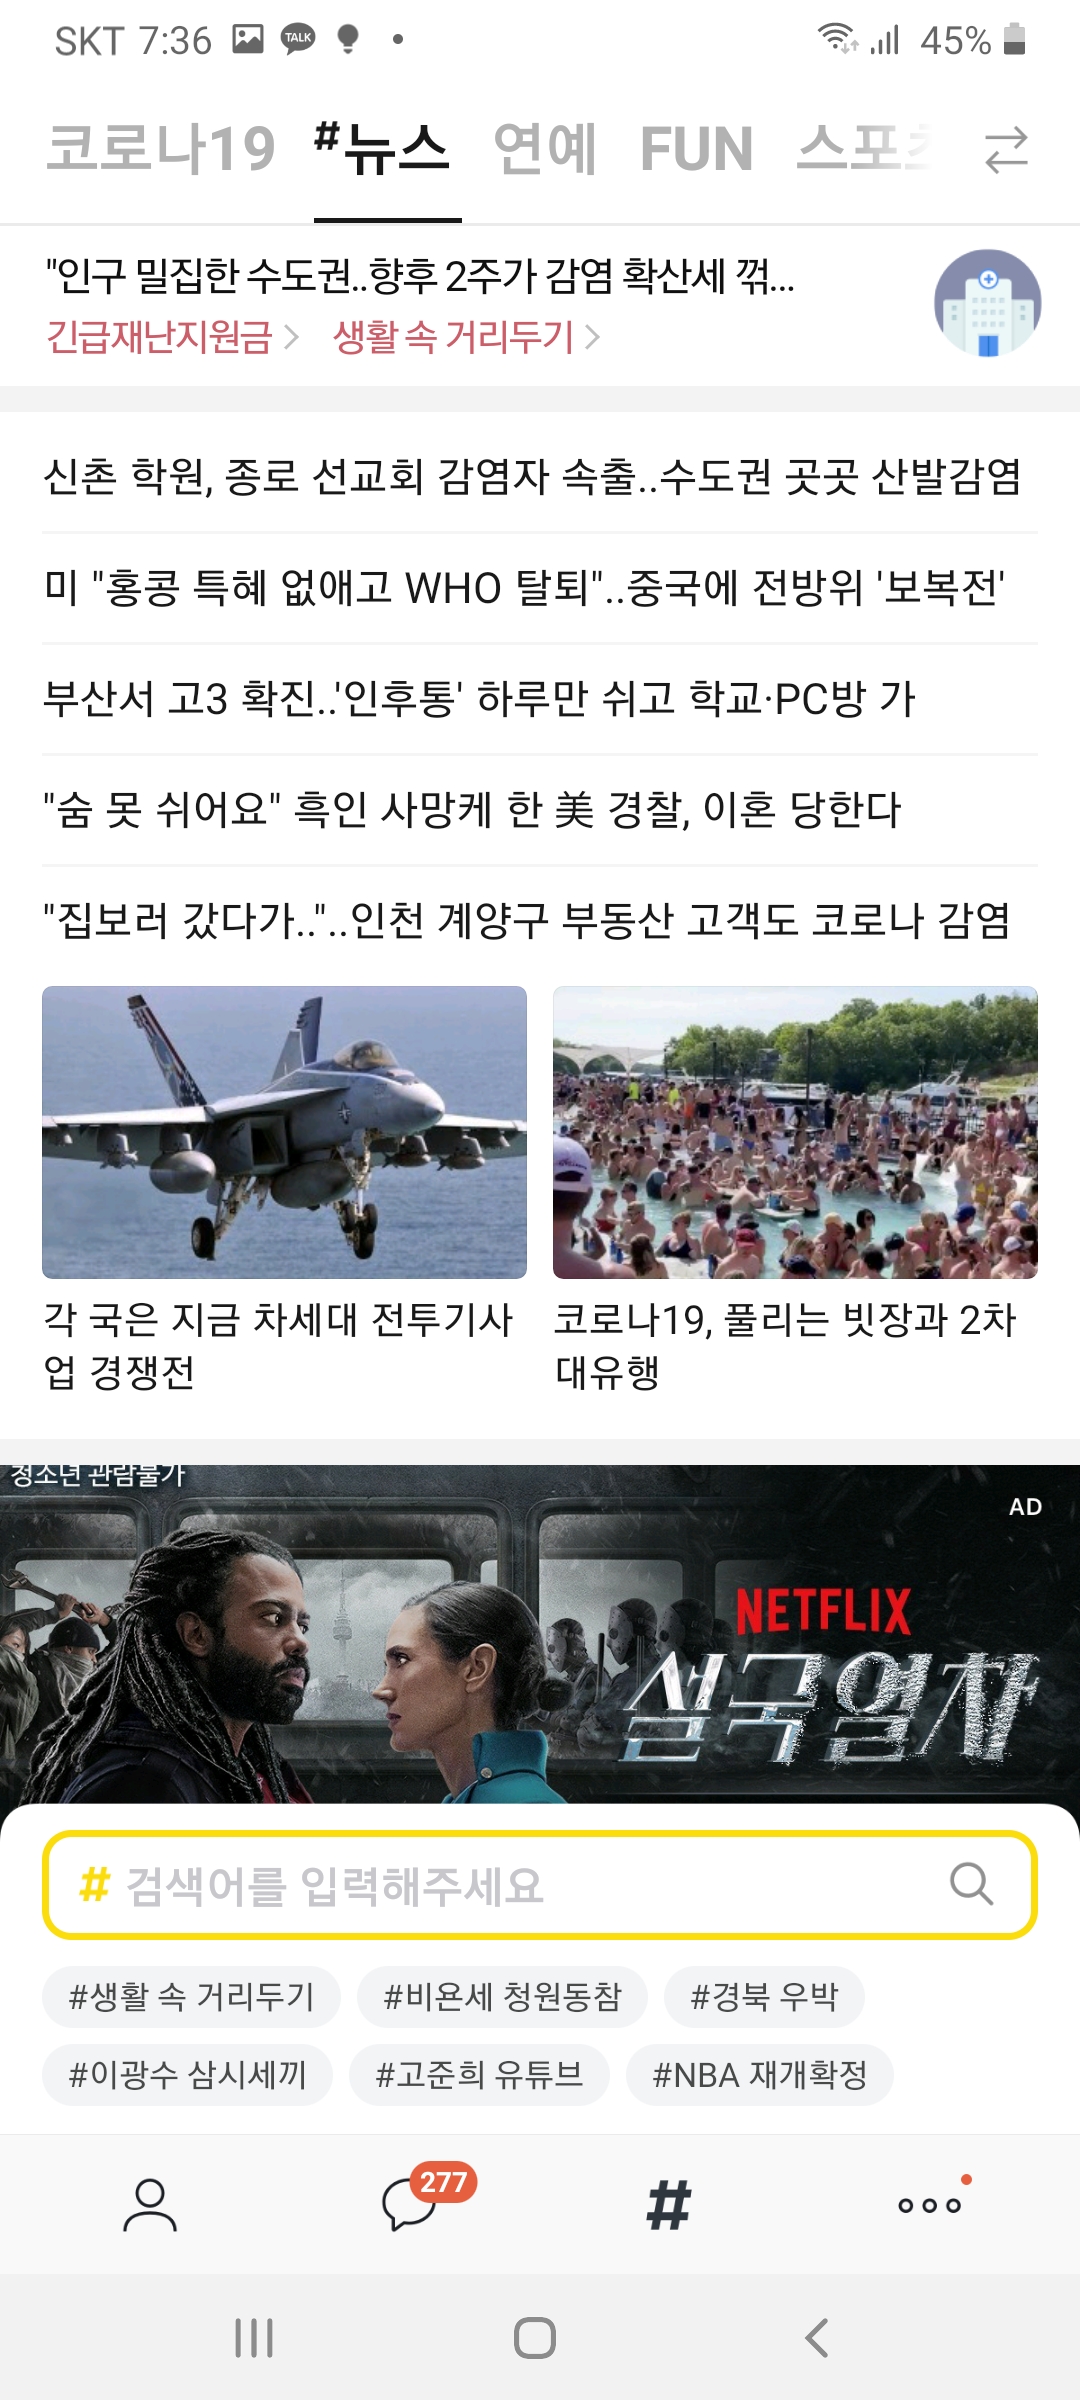 SKT 7:36 TALK 45%
코로나19 #뉴스 연예 FUN 스포츠
"인구 밀집한 수도권..향후 2주가 감염 확산세 꺾...
긴급재난지원금 생활 속 거리두기
신촌 학원, 종로 선교회 감염자 속출..수도권 곳곳 산발감염
미 "홍콩 특혜 없애고 WHO 탈퇴"..중국에 전방위 '보복전'
부산서 고3 확진..'인후통' 하루만 쉬고 학교·PC방 가
"숨 못 쉬어요" 흑인 사망케 한 美 경찰, 이혼 당한다
"집보러 갔다가.."..인천 계양구 부동산 고객도 코로나 감염
각 국은 지금 차세대 전투기사
업 경쟁전
코로나19, 풀리는 빗장과 2차
대유행
청소년 관람불가
AD
NETFLIX
설국열차
# 검색어를 입력해주세요
#생활 속 거리두기 #비욘세 청원동참 #경북 우박
#이광수 삼시세끼 #고준희 유튜브 #NBA 재개확정
277
#